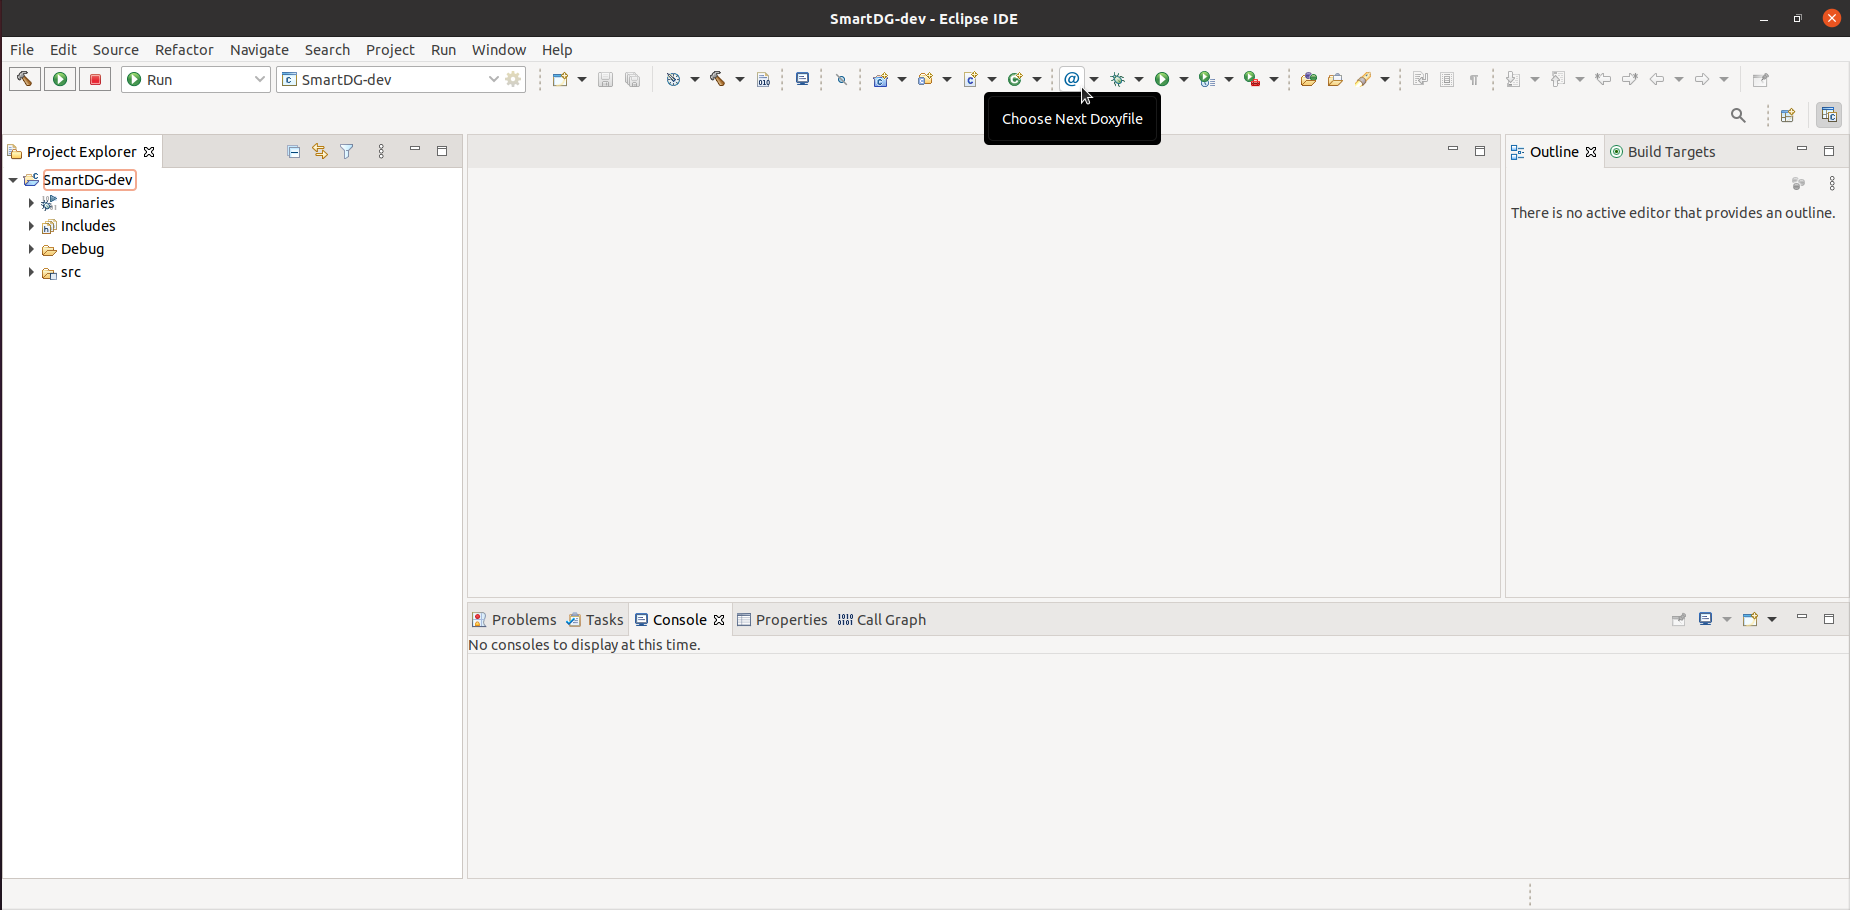 SmartDG-dev - Eclipse IDE
File Edit Source Refactor Navigate Search Project Run Window Help
Run SmartDG-dev
Choose Next Doxyfile
Project Explorer
SmartDG-dev
Binaries
Includes
Debug
src
Outline Build Targets
There is no active editor that provides an outline.
Problems Tasks Console Properties Call Graph
No consoles to display at this time.